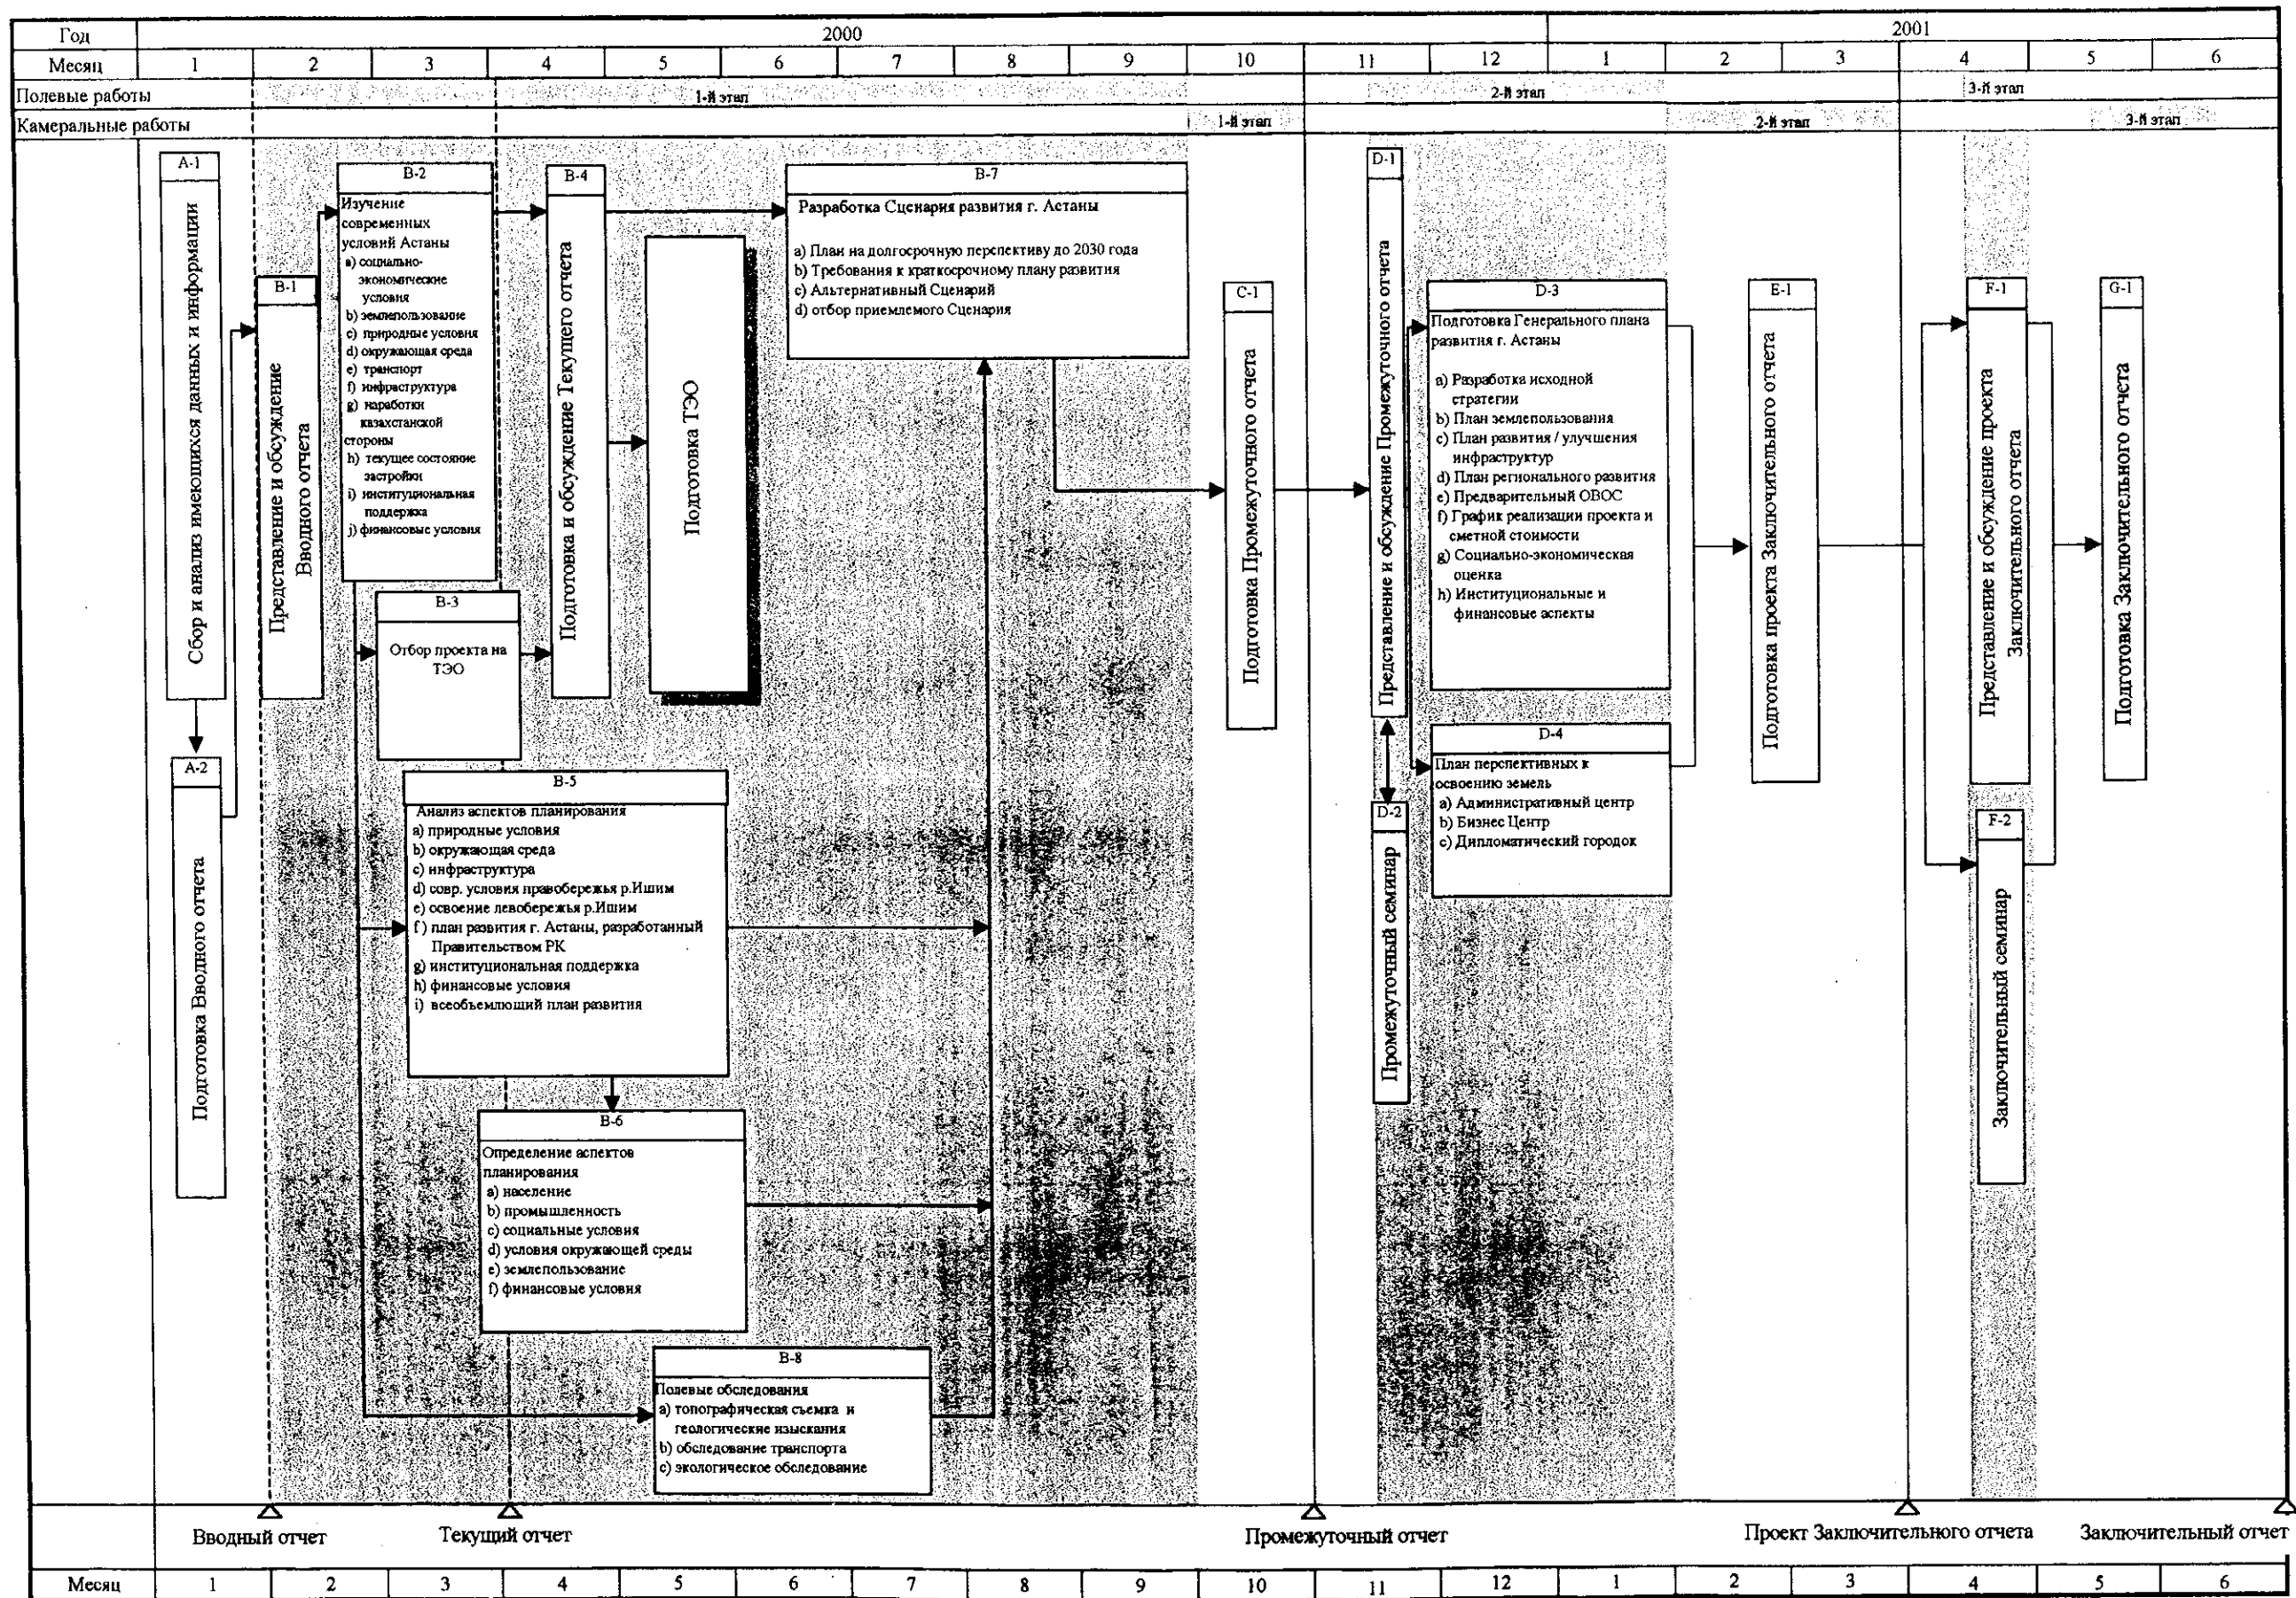 Год 2000 2001
Месяц 1 2 3 4 5 6 7 8 9 10 11 12 1 2 3 4 5 6
Полевые работы 1-й этап 2-й этап 3-й этап
Камеральные работы 1-й этап 2-й этап 3-й этап
A-1
Сбор и анализ имеющихся данных и информации
A-2
Подготовка Вводного отчета
B-1
Представление и обсуждение
Вводного отчета
B-2
Изучение
современных
условий Астаны
a) социально-
экономические
условия
b) землепользование
c) природные условия
d) окружающая среда
e) транспорт
f) инфраструктура
g) наработки
казахстанской
стороны
h) текущее состояние
застройки
i) институциональная
поддержка
j) финансовые условия
B-3
Отбор проекта на
ТЭО
B-4
Подготовка и обсуждение Текущего отчета
Подготовка ТЭО
B-5
Анализ аспектов планирования
a) природные условия
b) окружающая среда
c) инфраструктура
d) совр. условия правобережья р.Ишим
e) освоение левобережья р.Ишим
f) план развития г. Астаны, разработанный
Правительством РК
g) институциональная поддержка
h) финансовые условия
i) всеобъемлющий план развития
B-6
Определение аспектов
планирования
a) население
b) промышленность
c) социальные условия
d) условия окружающей среды
e) землепользование
f) финансовые условия
B-8
Полевые обследования
a) топографическая съемка и
геологические изыскания
b) обследование транспорта
c) экологическое обследование
B-7
Разработка Сценария развития г. Астаны
a) План на долгосрочную перспективу до 2030 года
b) Требования к краткосрочному плану развития
c) Альтернативный Сценарий
d) отбор приемлемого Сценария
C-1
Подготовка Промежуточного отчета
D-1
Представление и обсуждение Промежуточного отчета
D-2
Промежуточный семинар
D-3
Подготовка Генерального плана
развития г. Астаны
a) Разработка исходной
стратегии
b) План землепользования
c) План развития / улучшения
инфраструктур
d) План регионального развития
e) Предварительный ОВОС
f) График реализации проекта и
сметной стоимости
g) Социально-экономическая
оценка
h) Институциональные и
финансовые аспекты
D-4
План перспективных к
освоению земель
a) Административный центр
b) Бизнес Центр
c) Дипломатический городок
E-1
Подготовка проекта Заключительного отчета
F-1
Представление и обсуждение проекта
Заключительного отчета
F-2
Заключительный семинар
G-1
Подготовка Заключительного отчета
Вводный отчет Текущий отчет Промежуточный отчет Проект Заключительного отчета Заключительный отчет
Месяц 1 2 3 4 5 6 7 8 9 10 11 12 1 2 3 4 5 6